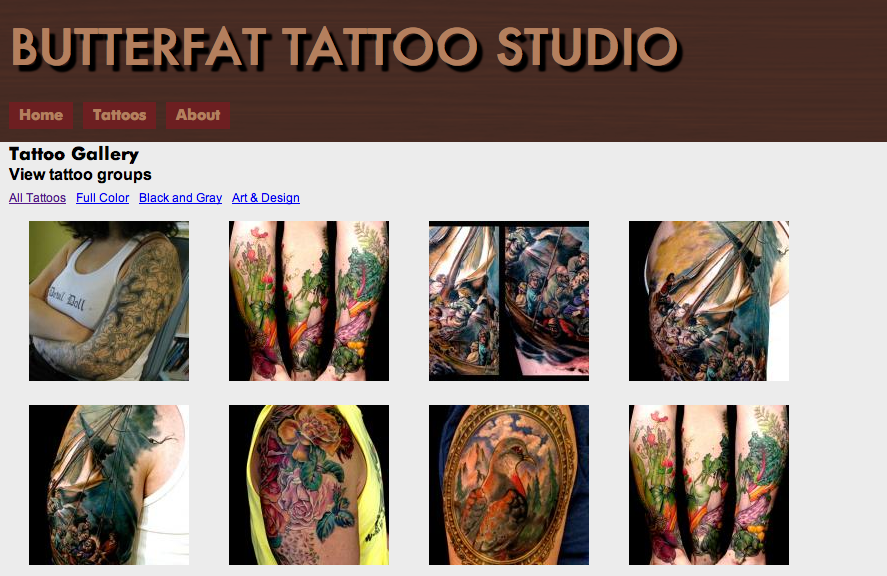 BUTTERFAT TATTOO STUDIO
Home Tattoos About
Tattoo Gallery
View tattoo groups
All Tattoos Full Color Black and Gray Art & Design
Devil Doll